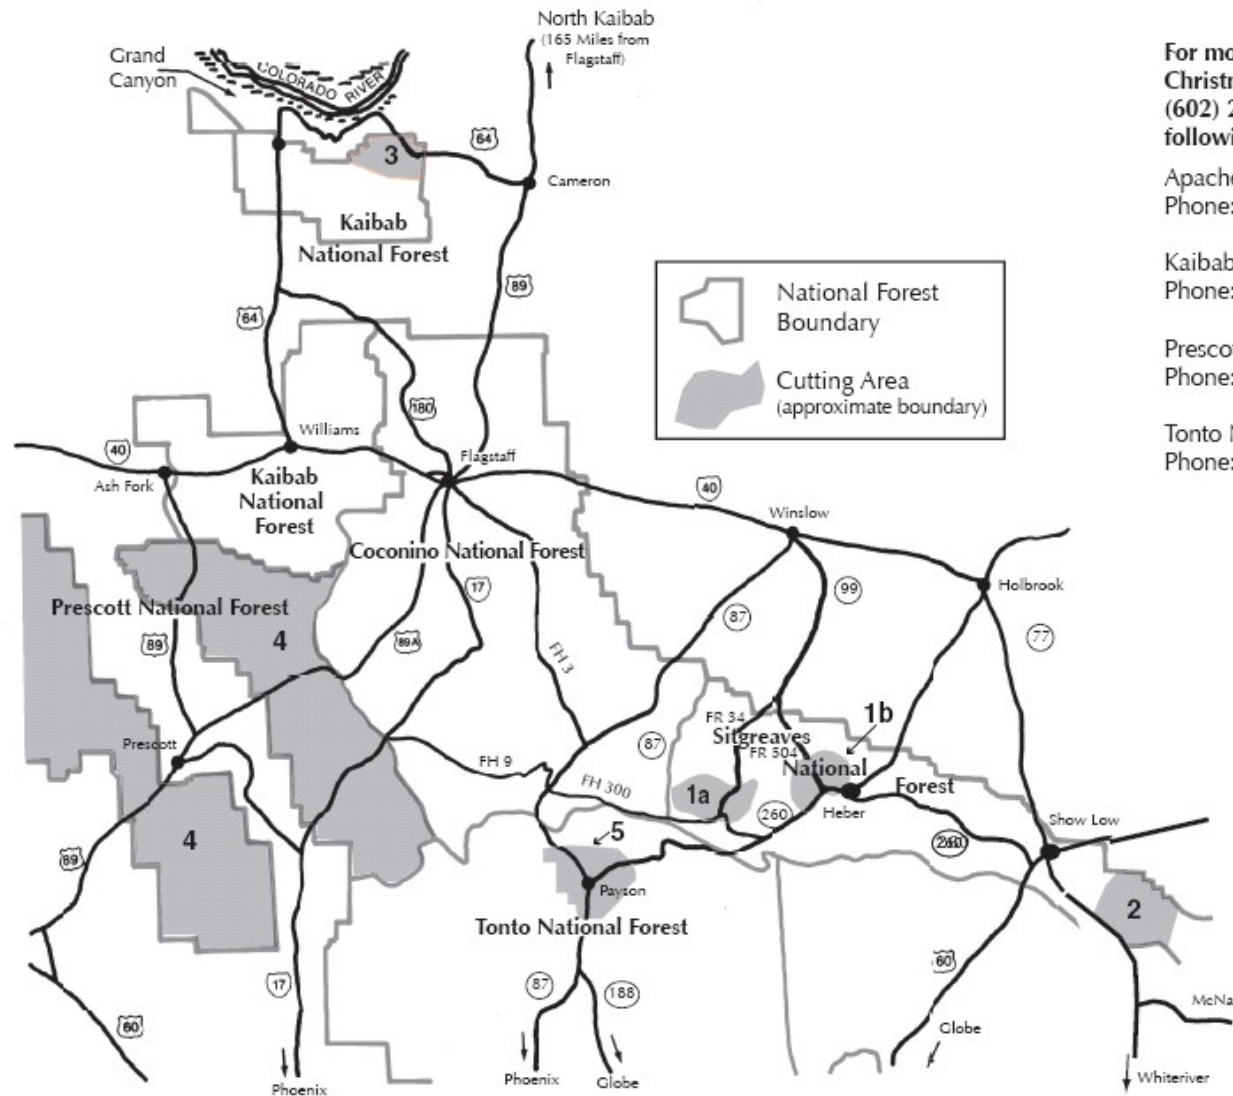 North Kaibab
(165 Miles from
Flagstaff)
Grand
Canyon
COLORADO RIVER
64
3
Cameron
Kaibab
National Forest
89
64
180
National Forest
Boundary
Cutting Area
(approximate boundary)
For mo
Christm
(602) 2
followi
Apache
Phone:
Kaibab
Phone:
Prescot
Phone:
Tonto N
Phone:
Williams
40
Ash Fork
Flagstaff
Kaibab
National
Forest
40
Winslow
Coconino National Forest
17
Holbrook
99
87
77
Prescott National Forest
89
4
89A
FH 3
FR 34
Sitgreaves
FR 504
1b
National
Forest
Prescott
87
FH 9
FH 300
1a
260
Heber
Show Low
260
4
89
5
Payson
Tonto National Forest
2
17
87
188
60
60
McNa
Globe
Phoenix
Phoenix
Globe
Whiteriver